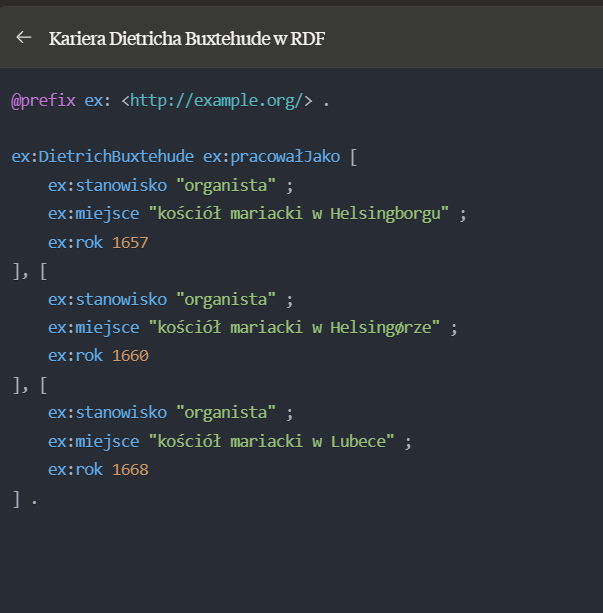 Kariera Dietricha Buxtehude w RDF
@prefix ex: <http://example.org/> .
ex:DietrichBuxtehude ex:pracowałJako [
ex:stanowisko "organista" ;
ex:miejsce "kościół mariacki w Helsingborgu" ;
ex:rok 1657
], [
ex:stanowisko "organista" ;
ex:miejsce "kościół mariacki w Helsingørze" ;
ex:rok 1660
], [
ex:stanowisko "organista" ;
ex:miejsce "kościół mariacki w Lubece" ;
ex:rok 1668
] .